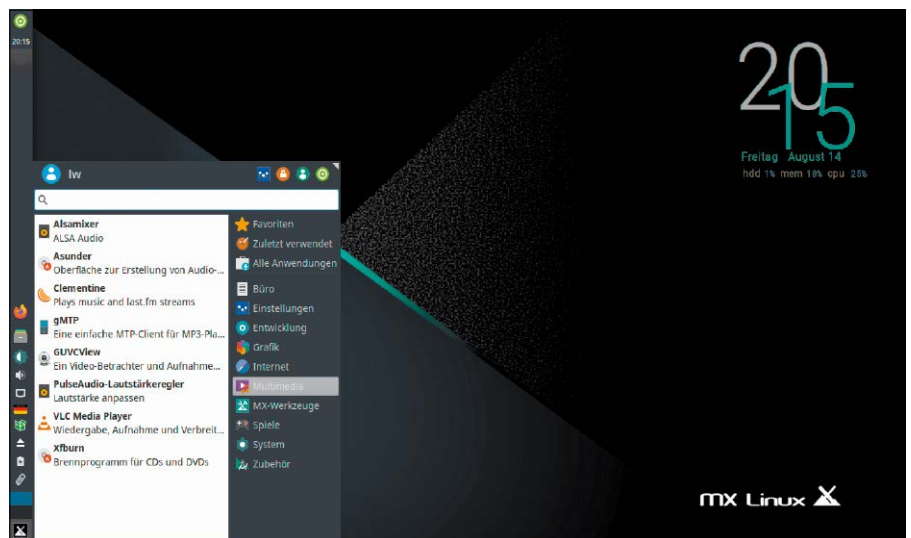 20:15
20
15
Freitag August 14
hdd 1% mem 19% cpu 26%
lw
Alsamixer
ALSA Audio
Asunder
Oberfläche zur Erstellung von Audio-...
Clementine
Plays music and last.fm streams
gMTP
Eine einfache MTP-Client für MP3-Pla...
GUVCView
Ein Video-Betrachter und Aufnahme...
PulseAudio-Lautstärkeregler
Lautstärke anpassen
VLC Media Player
Wiedergabe, Aufnahme und Verbreit...
Xfburn
Brennprogramm für CDs und DVDs
Favoriten
Zuletzt verwendet
Alle Anwendungen
Büro
Einstellungen
Entwicklung
Grafik
Internet
Multimedia
MX-Werkzeuge
Spiele
System
Zubehör
MX Linux